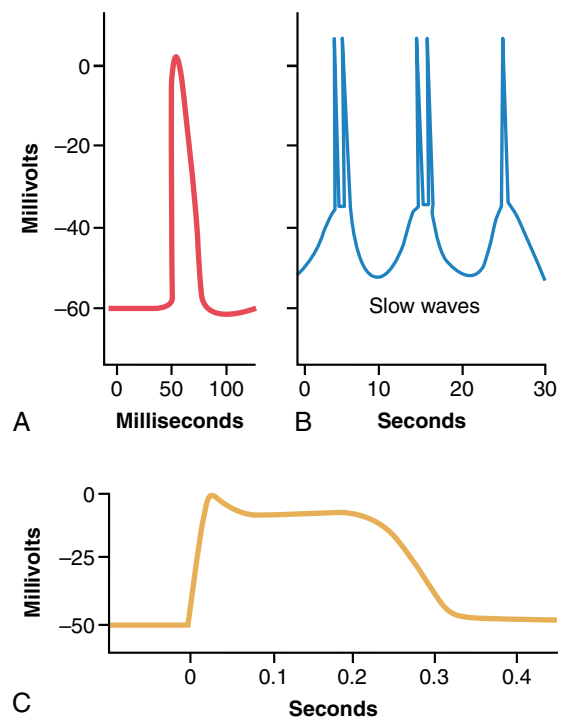 0
–20
–40
–60
Millivolts
0 50 100
A Milliseconds
Slow waves
0 10 20 30
B Seconds
0
–25
–50
Millivolts
0 0.1 0.2 0.3 0.4
C Seconds